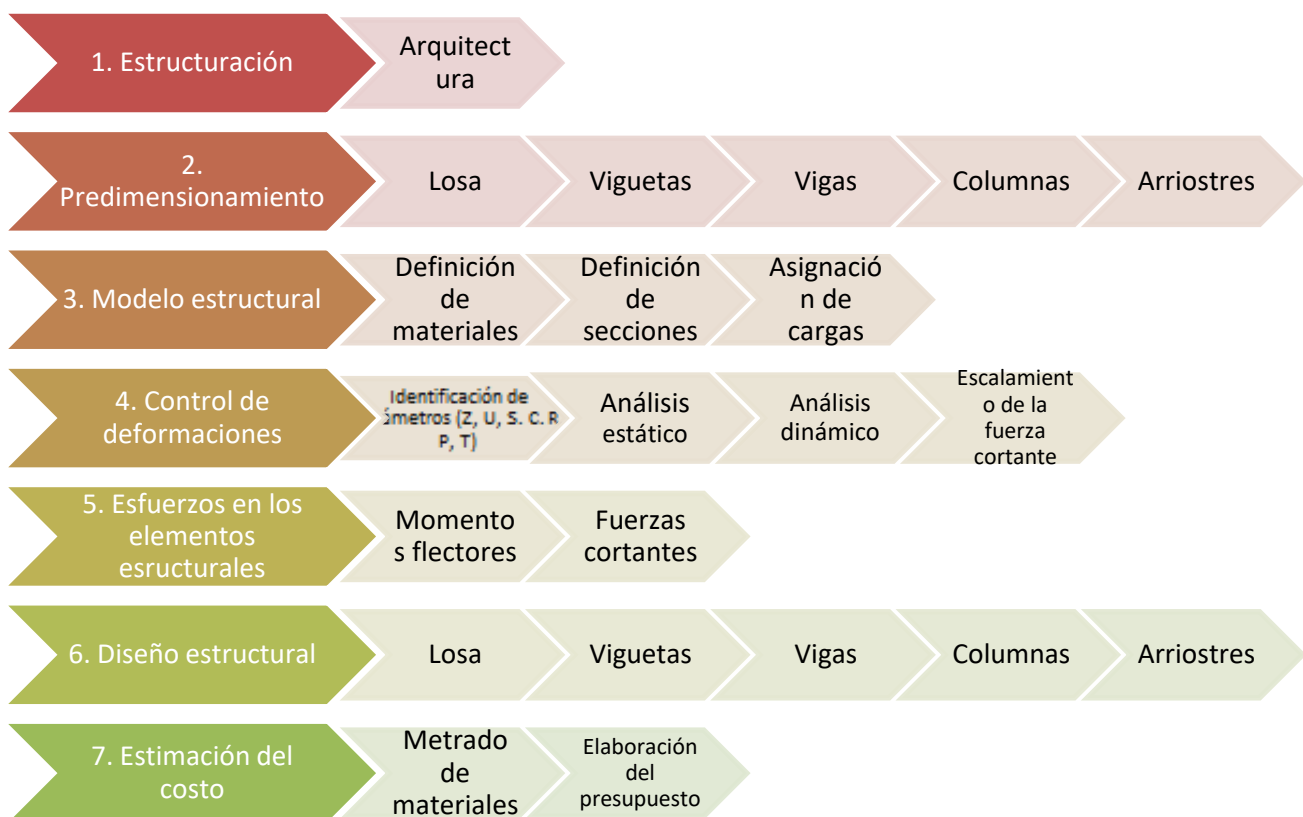 1. Estructuración
Arquitect
ura
2.
Predimensionamiento
Losa
Viguetas
Vigas
Columnas
Arriostres
3. Modelo estructural
Definición
de
materiales
Definición
de
secciones
Asignació
n de
cargas
4. Control de
deformaciones
Identificación de
ámetros (Z, U, S. C. R
P, T)
Análisis
estático
Análisis
dinámico
Escalamient
o de la
fuerza
cortante
5. Esfuerzos en los
elementos
esructurales
Momento
s flectores
Fuerzas
cortantes
6. Diseño estructural
Losa
Viguetas
Vigas
Columnas
Arriostres
7. Estimación del
costo
Metrado
de
materiales
Elaboración
del
presupuesto